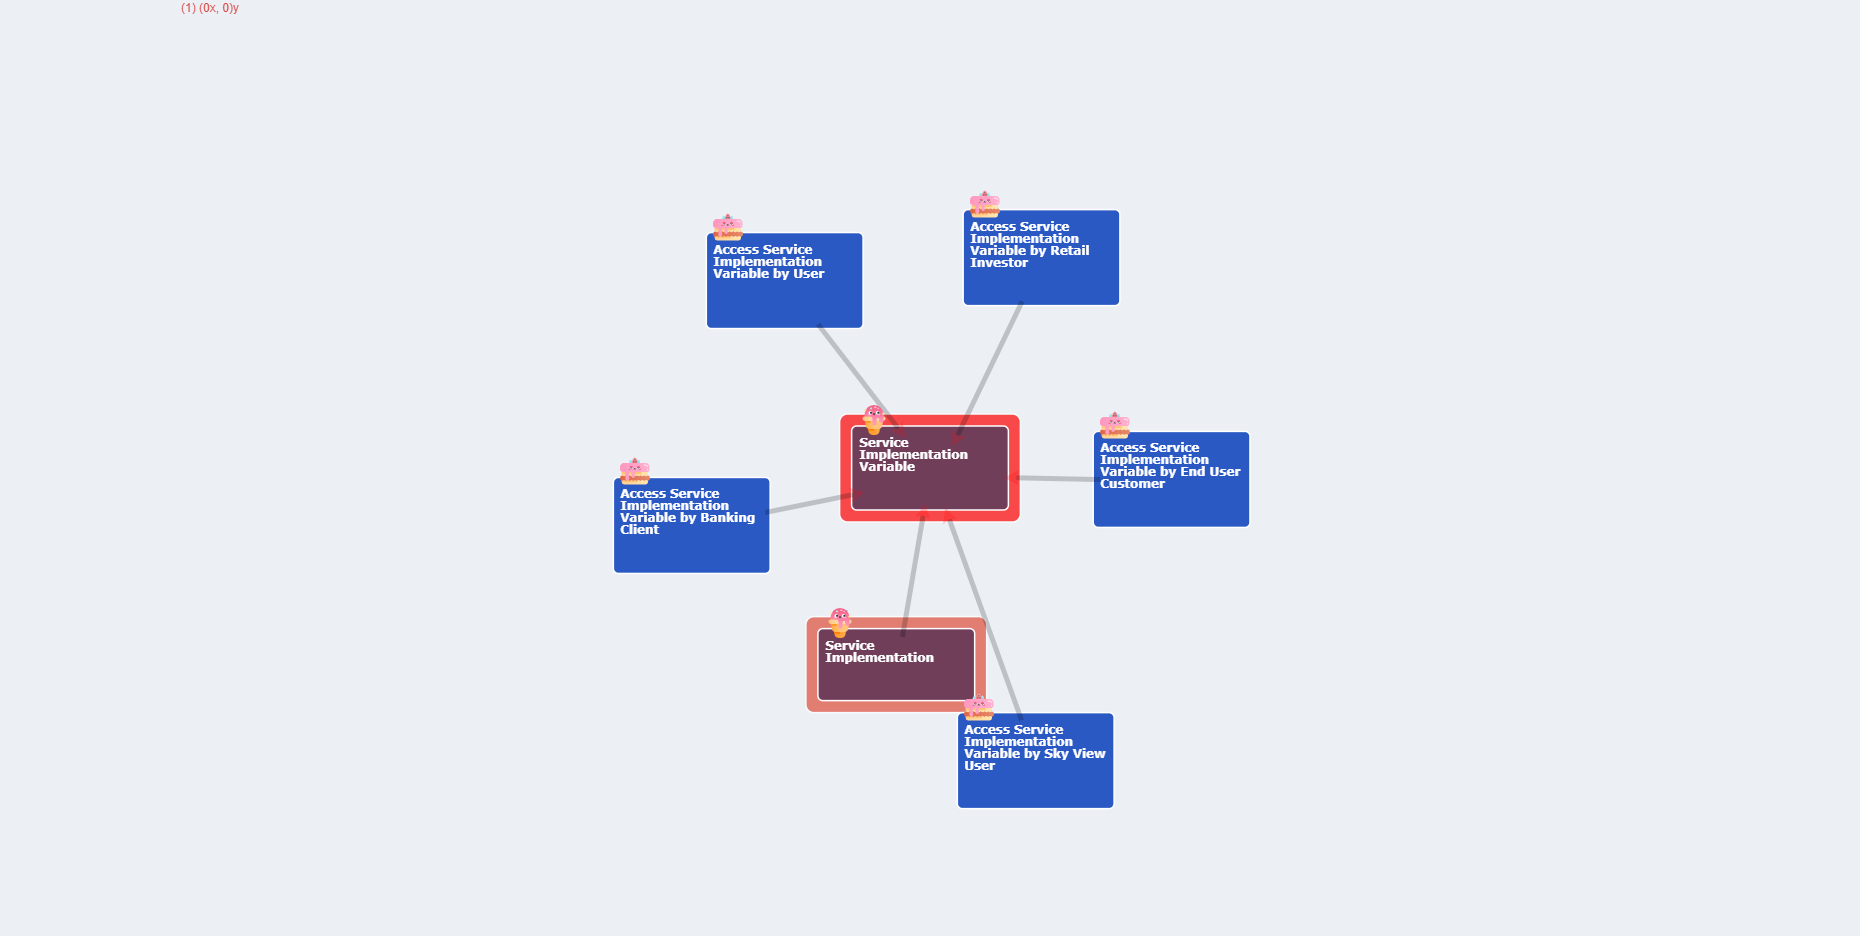 (1) (0x, 0)y
Access Service
Implementation
Variable by Retail
Investor
Access Service
Implementation
Variable by User
Service
Implementation
Variable
Access Service
Implementation
Variable by End User
Customer
Access Service
Implementation
Variable by Banking
Client
Service
Implementation
Access Service
Implementation
Variable by Sky View
User